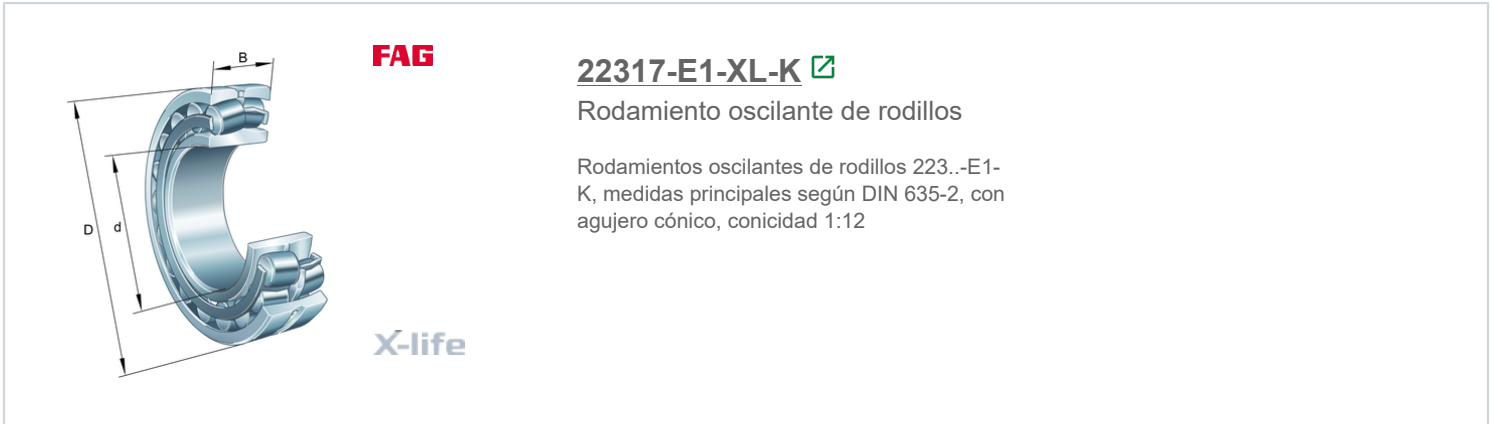 B
FAG
22317-E1-XL-K
Rodamiento oscilante de rodillos
Rodamientos oscilantes de rodillos 223..-E1-
K, medidas principales según DIN 635-2, con
agujero cónico, conicidad 1:12
D
d
X-life